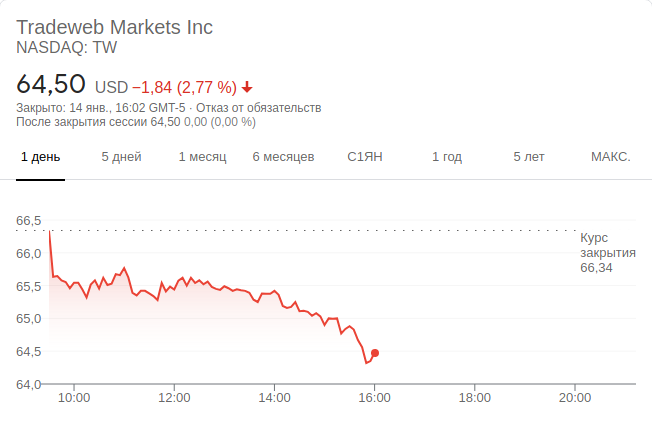 Tradeweb Markets Inc
NASDAQ: TW
64,50 USD −1,84 (2,77 %)
Закрыто: 14 янв., 16:02 GMT-5 · Отказ от обязательств
После закрытия сессии 64,50 0,00 (0,00 %)
1 день 5 дней 1 месяц 6 месяцев С1ЯН 1 год 5 лет МАКС.
66,5
Курс
закрытия
66,34
66,0
65,5
65,0
64,5
64,0
10:00 12:00 14:00 16:00 18:00 20:00